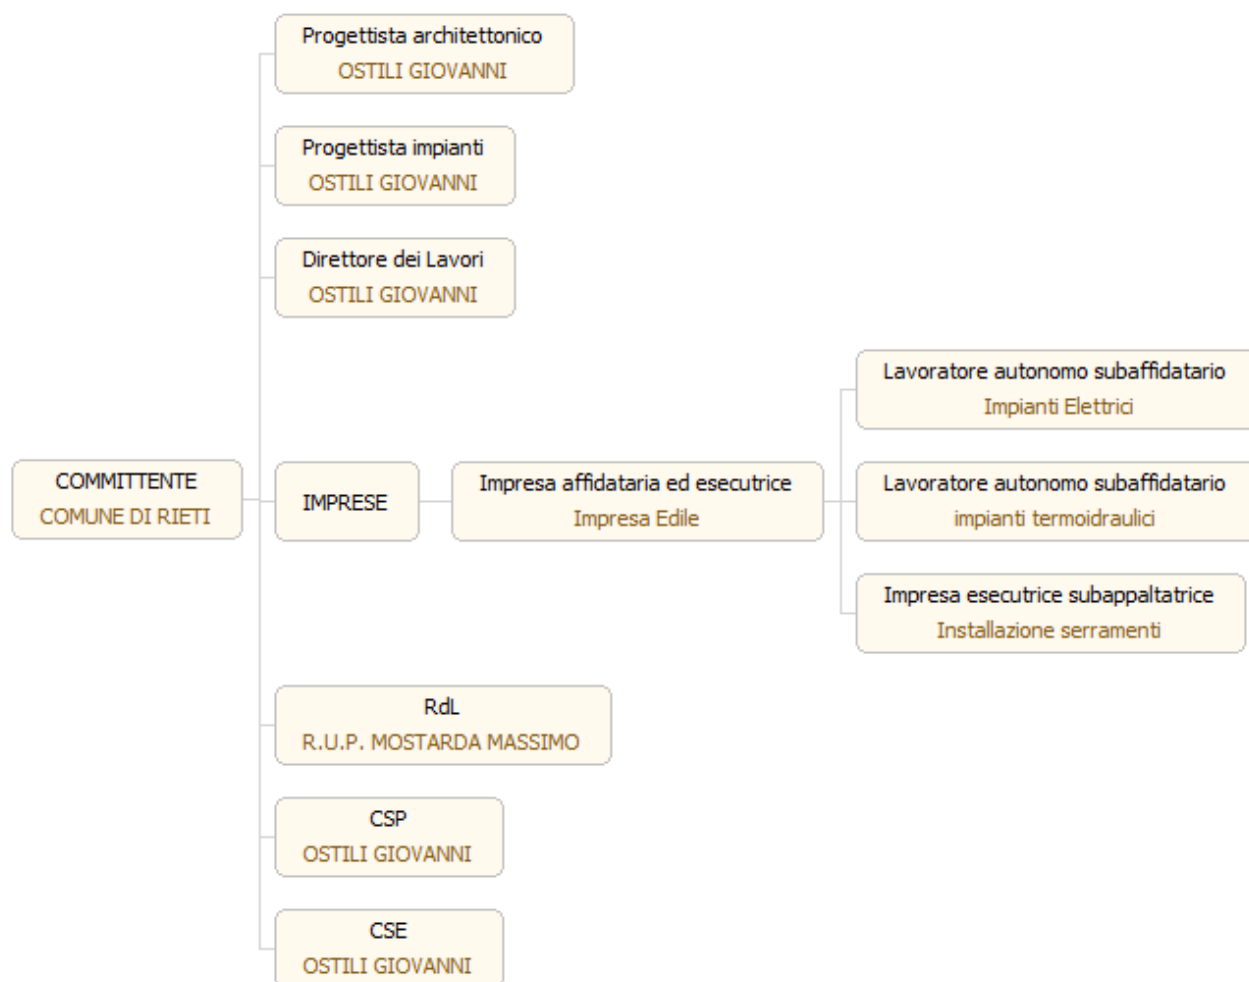 Progettista architettonico
OSTILI GIOVANNI
Progettista impianti
OSTILI GIOVANNI
Direttore dei Lavori
OSTILI GIOVANNI
Lavoratore autonomo subaffidatario
Impianti Elettrici
COMMITTENTE
COMUNE DI RIETI
IMPRESE
Impresa affidataria ed esecutrice
Impresa Edile
Lavoratore autonomo subaffidatario
impianti termoidraulici
Impresa esecutrice subappaltatrice
Installazione serramenti
RdL
R.U.P. MOSTARDA MASSIMO
CSP
OSTILI GIOVANNI
CSE
OSTILI GIOVANNI